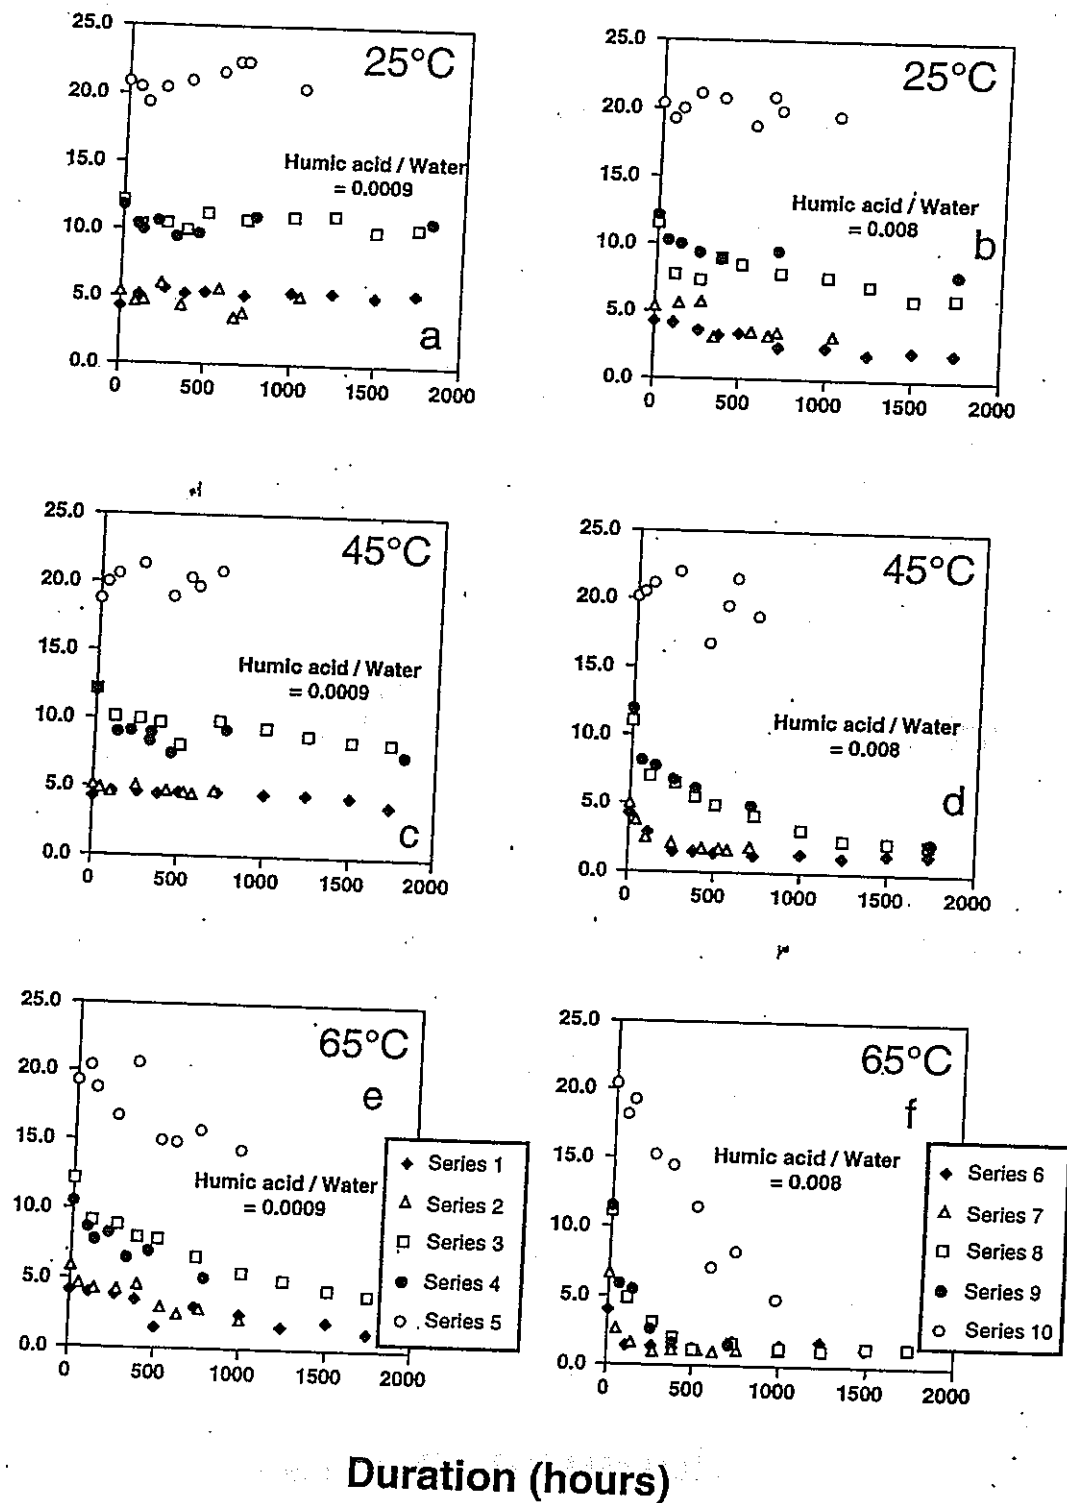 25.0
20.0
15.0
10.0
5.0
0.0
25°C
Humic acid / Water
= 0.0009
a
0 500 1000 1500 2000
25.0
20.0
15.0
10.0
5.0
0.0
25°C
Humic acid / Water
= 0.008
b
0 500 1000 1500 2000
25.0
20.0
15.0
10.0
5.0
0.0
45°C
Humic acid / Water
= 0.0009
c
0 500 1000 1500 2000
25.0
20.0
15.0
10.0
5.0
0.0
45°C
Humic acid / Water
= 0.008
d
0 500 1000 1500 2000
25.0
20.0
15.0
10.0
5.0
0.0
65°C
e
Humic acid / Water
= 0.0009
Series 1
Series 2
Series 3
Series 4
Series 5
0 500 1000 1500 2000
25.0
20.0
15.0
10.0
5.0
0.0
65°C
f
Humic acid / Water
= 0.008
Series 6
Series 7
Series 8
Series 9
Series 10
0 500 1000 1500 2000
Duration (hours)